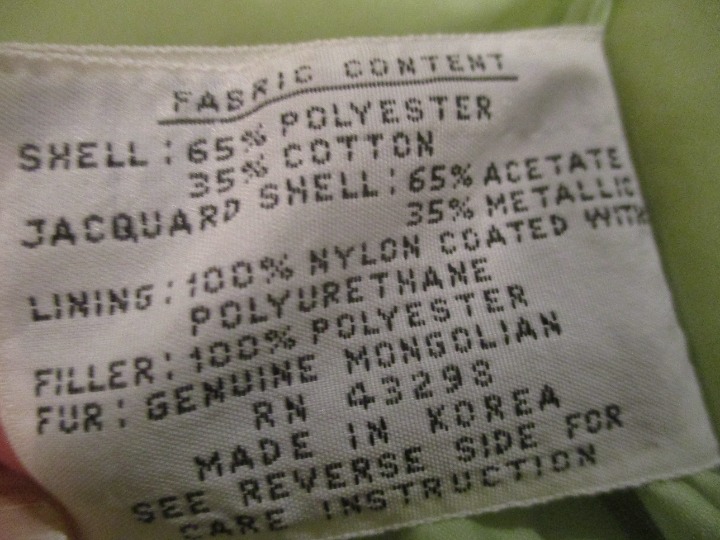 FABRIC CONTENT
SHELL: 65% POLYESTER
35% COTTON
JACQUARD SHELL: 65% ACETATE
35% METALLIC
LINING: 100% NYLON COATED WITH
POLYURETHANE
FILLER: 100% POLYESTER
FUR: GENUINE MONGOLIAN
RN 43298
MADE IN KOREA
SEE REVERSE SIDE FOR
CARE INSTRUCTION